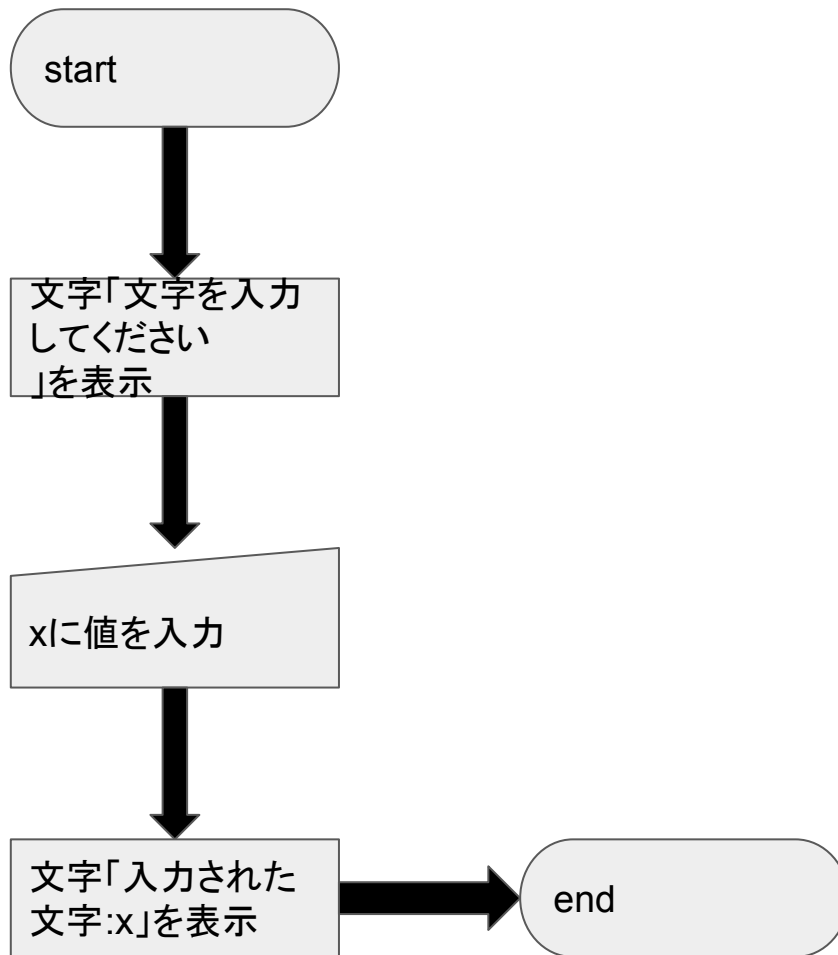 start
文字「文字を入力
してください
」を表示
xに値を入力
文字「入力された
文字:x」を表示
end